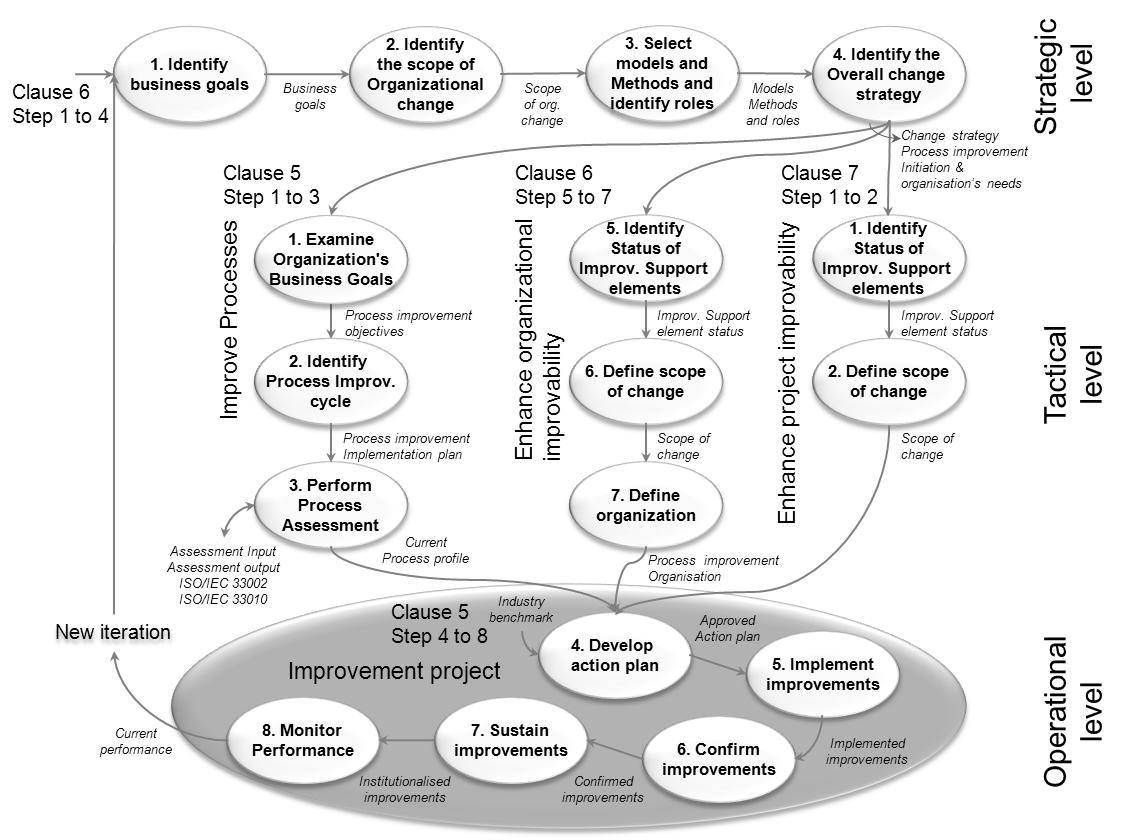 Strategic
level
Clause 6
Step 1 to 4
1. Identify
business goals
Business
goals
2. Identify
the scope of
Organizational
change
Scope
of org.
change
3. Select
models and
Methods and
identify roles
Models
Methods
and roles
4. Identify the
Overall change
strategy
Change strategy
Process improvement
Initiation &
organisation's needs
Tactical
level
Clause 5
Step 1 to 3
Improve Processes
1. Examine
Organization's
Business Goals
Process improvement
objectives
2. Identify
Process Improv.
cycle
Process improvement
Implementation plan
3. Perform
Process
Assessment
Assessment Input
Assessment output
ISO/IEC 33002
ISO/IEC 33010
Current
Process profile
Clause 6
Step 5 to 7
Enhance organizational
improvability
5. Identify
Status of
Improv. Support
elements
Improv. Support
element status
6. Define scope
of change
Scope of
change
7. Define
organization
Process improvement
Organisation
Clause 7
Step 1 to 2
Enhance project improvability
1. Identify
Status of
Improv. Support
elements
Improv. Support
element status
2. Define scope
of change
Scope of
change
Operational
level
Clause 5
Step 4 to 8
Improvement project
Industry
benchmark
4. Develop
action plan
Approved
Action plan
5. Implement
improvements
Implemented
improvements
6. Confirm
improvements
Confirmed
improvements
7. Sustain
improvements
Institutionalised
improvements
8. Monitor
Performance
Current
performance
New iteration